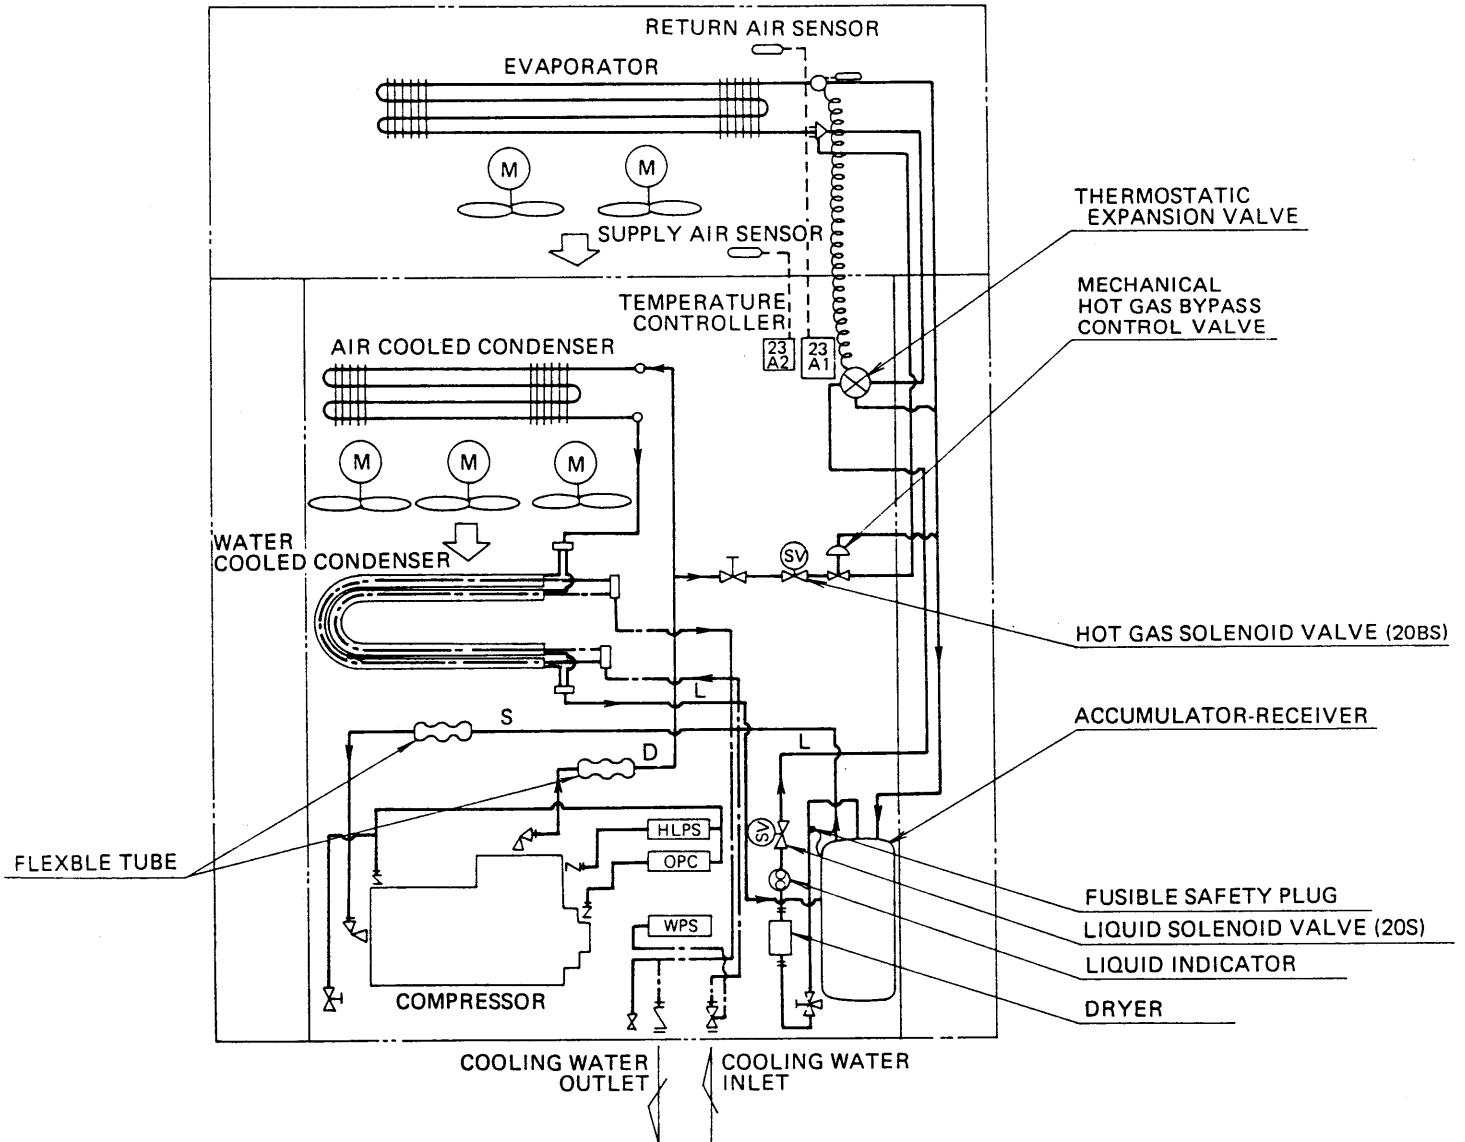 RETURN AIR SENSOR
EVAPORATOR
M
M
SUPPLY AIR SENSOR
THERMOSTATIC
EXPANSION VALVE
MECHANICAL
HOT GAS BYPASS
CONTROL VALVE
TEMPERATURE
CONTROLLER
23
A2
23
A1
AIR COOLED CONDENSER
M
M
M
WATER
COOLED CONDENSER
SV
HOT GAS SOLENOID VALVE (20BS)
L
S
ACCUMULATOR-RECEIVER
D
L
HLPS
SV
OPC
FLEXBLE TUBE
FUSIBLE SAFETY PLUG
WPS
LIQUID SOLENOID VALVE (20S)
LIQUID INDICATOR
COMPRESSOR
DRYER
COOLING WATER
OUTLET
COOLING WATER
INLET